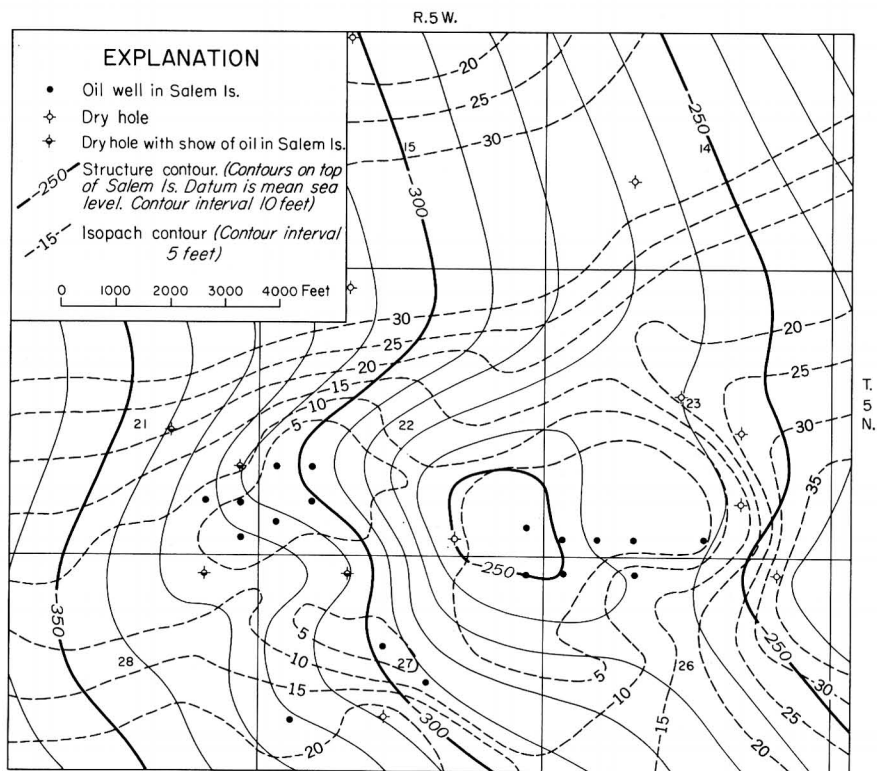 R.5 W.
EXPLANATION
Oil well in Salem ls.
Dry hole
Dry hole with show of oil in Salem ls.
-250 Structure contour. (Contours on top
of Salem ls. Datum is mean sea
level. Contour interval 10 feet)
-15- Isopach contour (Contour interval
5 feet)
0 1000 2000 3000 4000 Feet
20
25
30
15
-300
-250
14
30
25
20
15
10
5
21
22
20
23
25
30
35
T.
5
N.
-250
-350
5
10
15
20
28
27
-300
5
10
15
26
20
25
30
-250